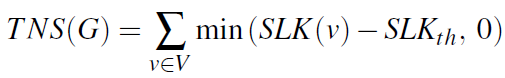 TNS(G) = ∑ min (SLK(v) − SLK_{th}, 0)
v∈V